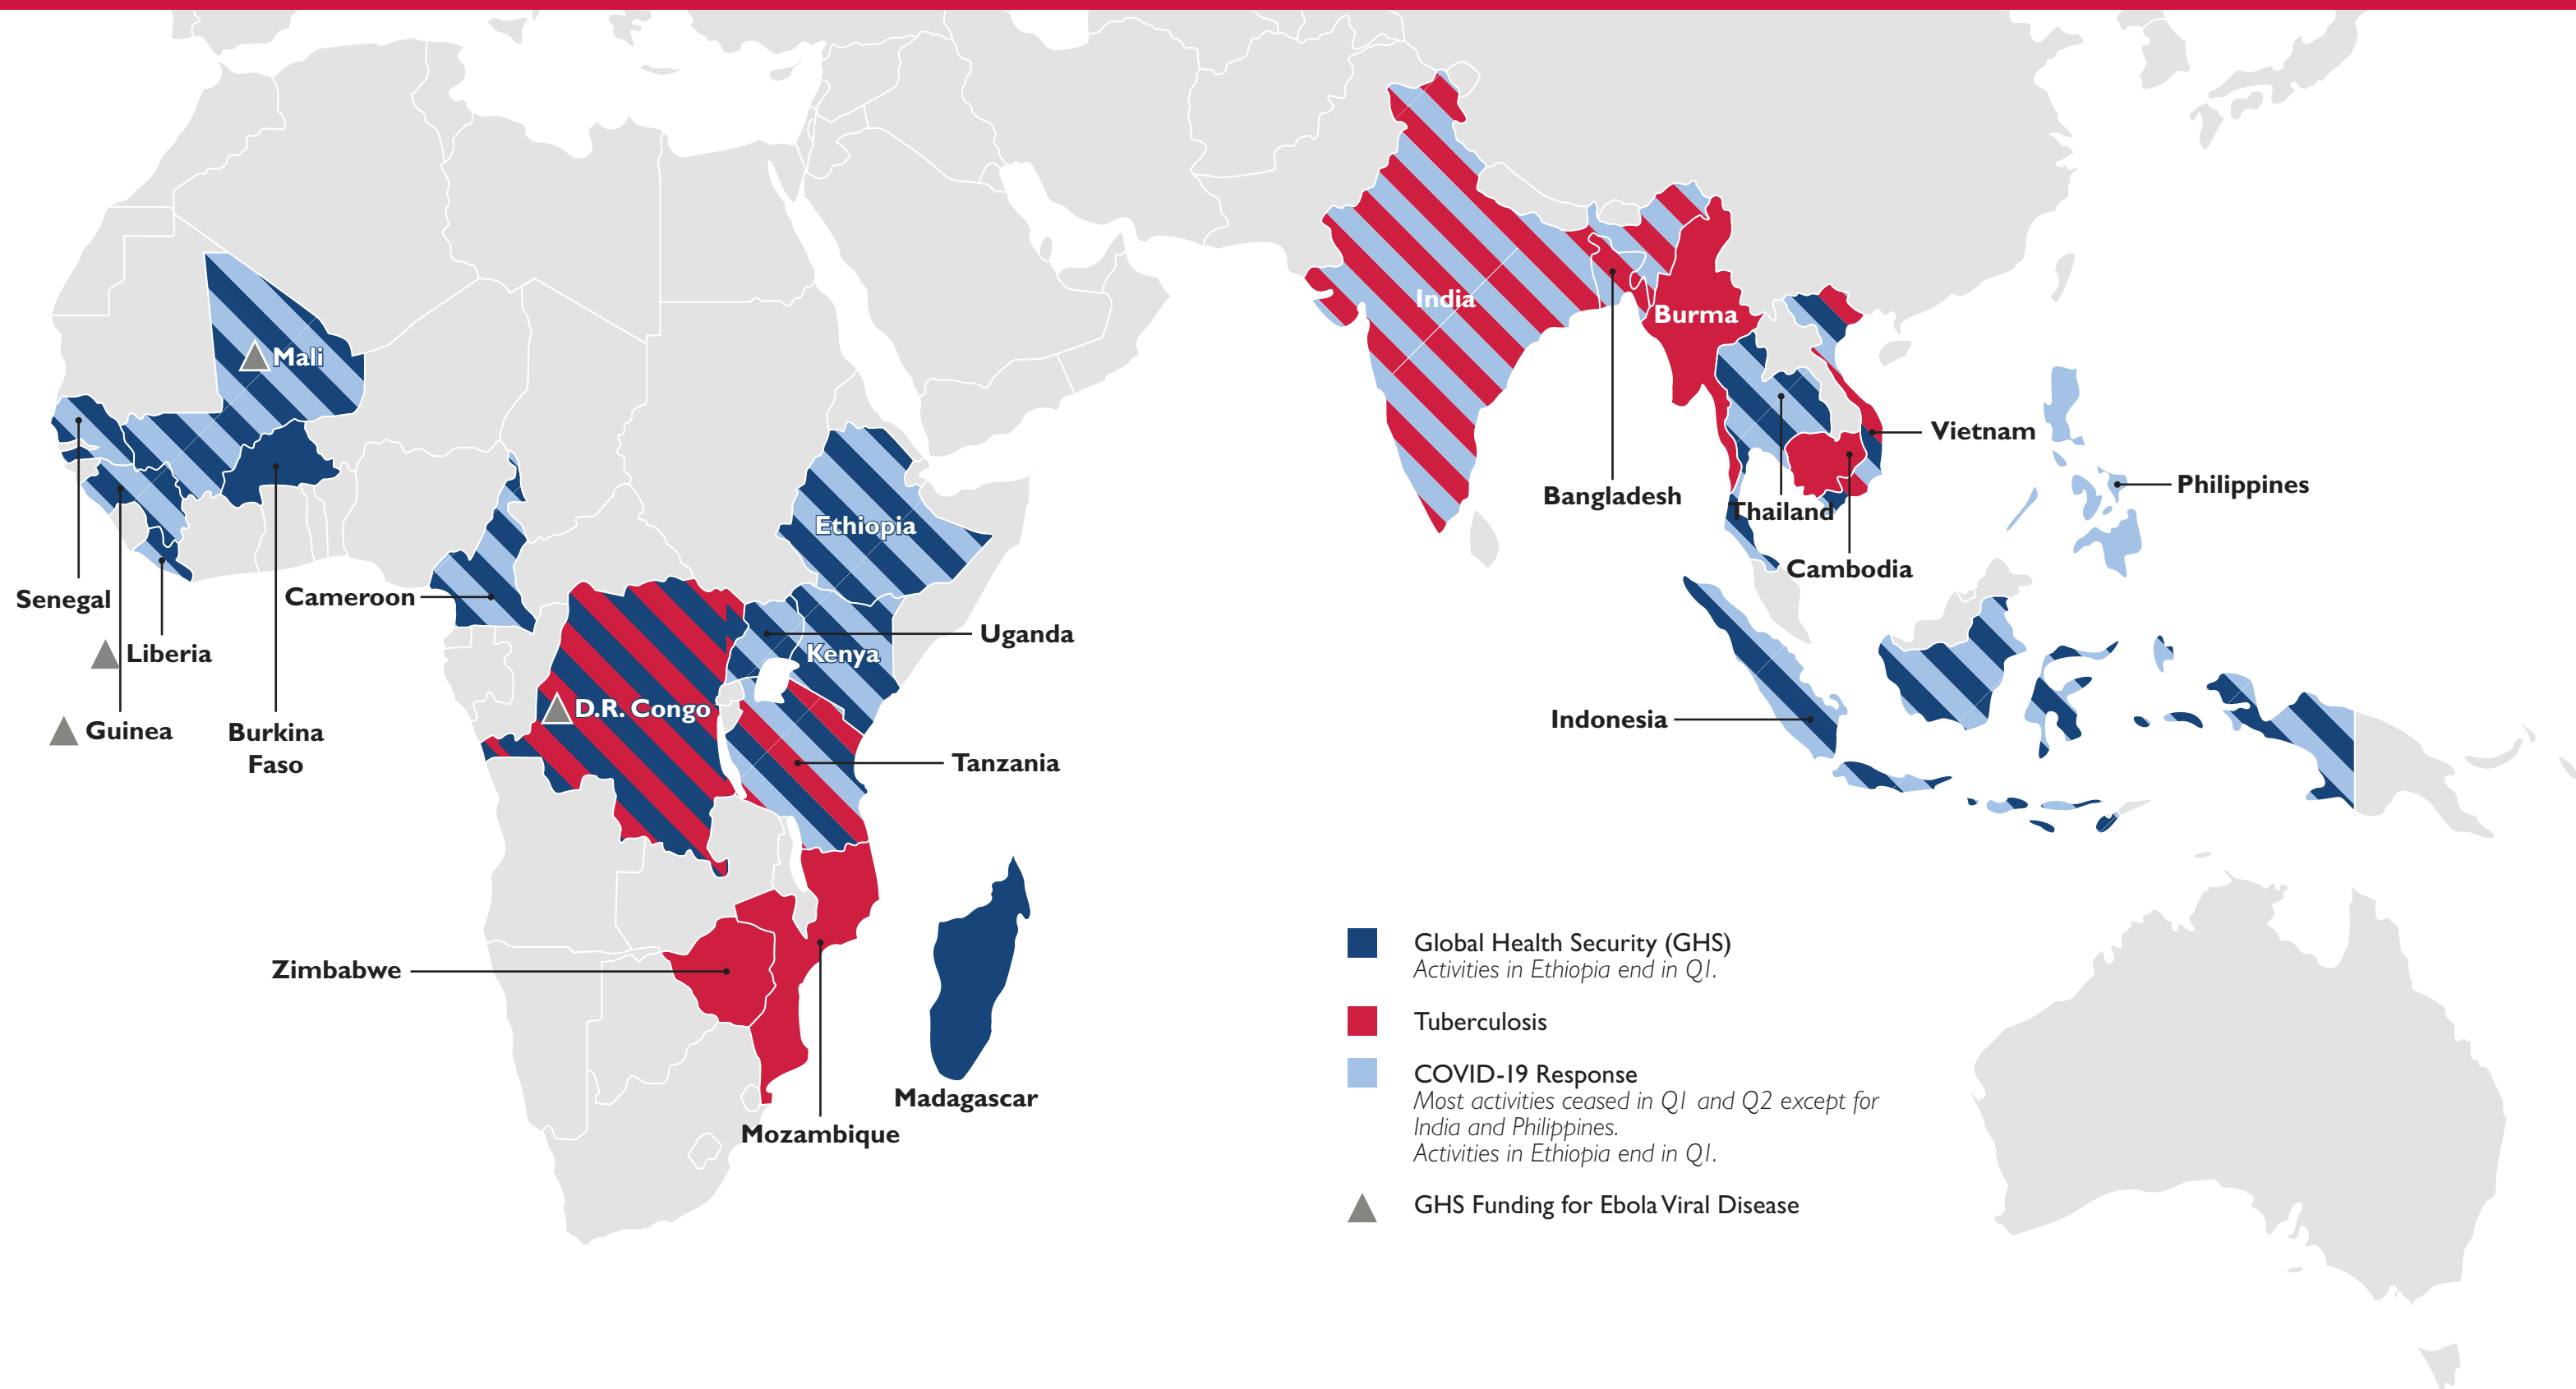 Mali
Senegal
Liberia
Guinea
Burkina
Faso
Cameroon
Ethiopia
Uganda
Kenya
D.R. Congo
Tanzania
Zimbabwe
Mozambique
Madagascar
India
Burma
Bangladesh
Thailand
Vietnam
Cambodia
Philippines
Indonesia
Global Health Security (GHS)
Activities in Ethiopia end in Q1.
Tuberculosis
COVID-19 Response
Most activities ceased in Q1 and Q2 except for
India and Philippines.
Activities in Ethiopia end in Q1.
GHS Funding for Ebola Viral Disease